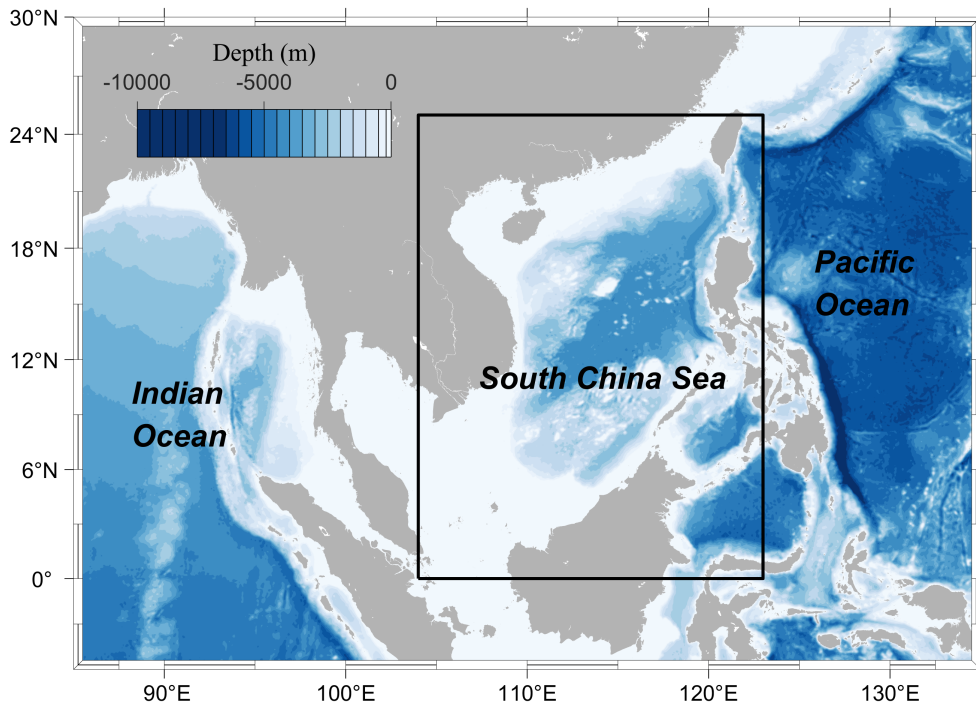 30°N
Depth (m)
-10000 -5000 0
24°N
18°N
Pacific
Ocean
12°N
South China Sea
Indian
Ocean
6°N
0°
90°E 100°E 110°E 120°E 130°E